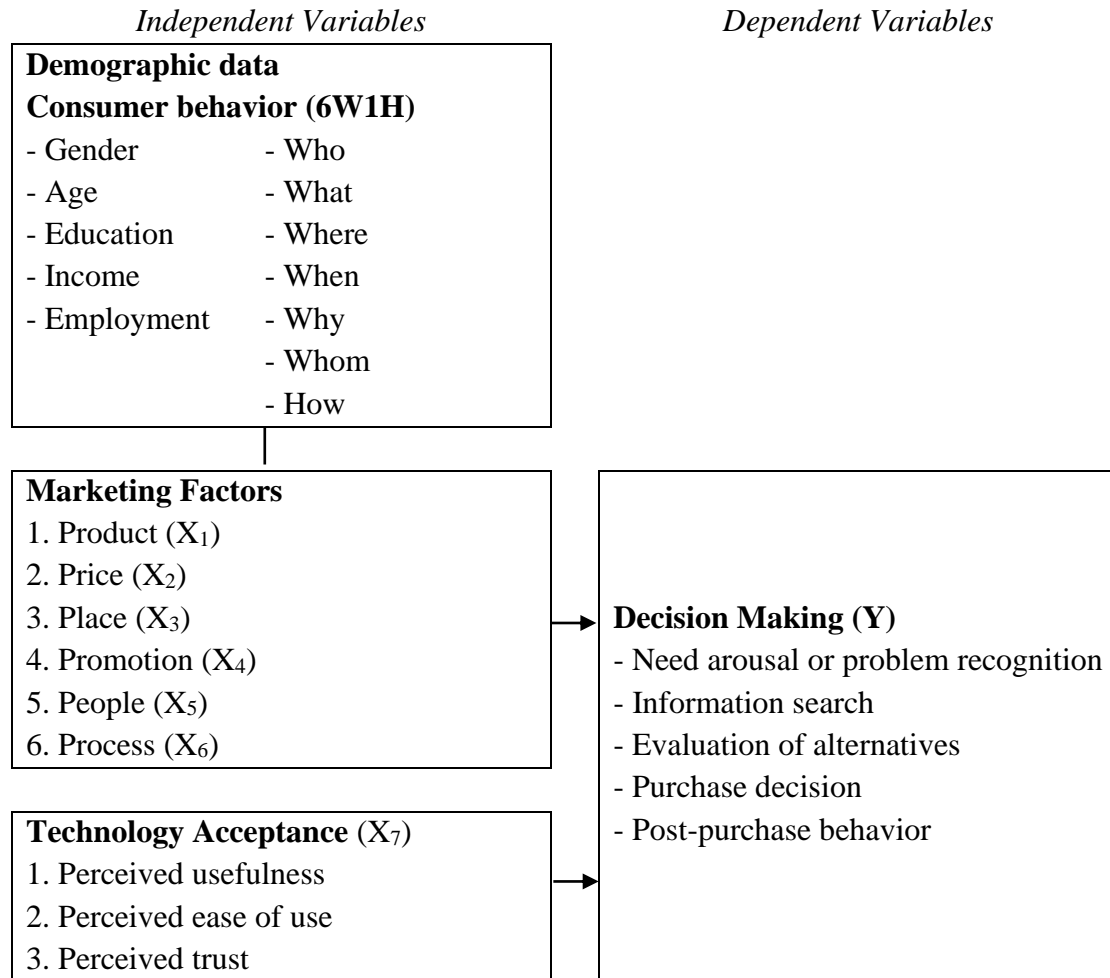 Independent Variables
Dependent Variables
Demographic data
Consumer behavior (6W1H)
- Gender - Who
- Age - What
- Education - Where
- Income - When
- Employment - Why
- Whom
- How
Marketing Factors
1. Product (X₁)
2. Price (X₂)
3. Place (X₃)
4. Promotion (X₄)
5. People (X₅)
6. Process (X₆)
Technology Acceptance (X₇)
1. Perceived usefulness
2. Perceived ease of use
3. Perceived trust
Decision Making (Y)
- Need arousal or problem recognition
- Information search
- Evaluation of alternatives
- Purchase decision
- Post-purchase behavior